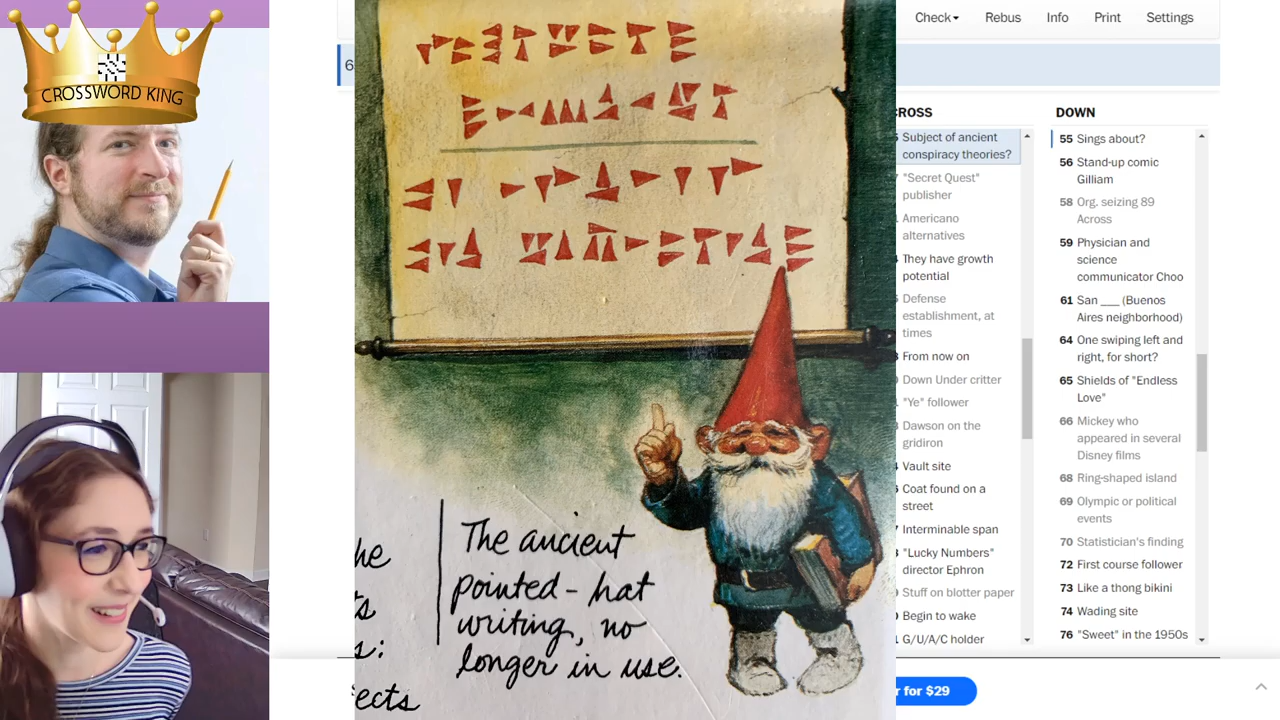 CROSSWORD KING
Check
Rebus
Info
Print
Settings
6
CROSS
Subject of ancient
conspiracy theories?
"Secret Quest"
publisher
Americano
alternatives
They have growth
potential
Defense
establishment, at
times
From now on
Down Under critter
"Ye" follower
Dawson on the
gridiron
Vault site
Coat found on a
street
Interminable span
"Lucky Numbers"
director Ephron
Stuff on blotter paper
Begin to wake
G/U/A/C holder
DOWN
55 Sings about?
56 Stand-up comic
Gilliam
58 Org. seizing 89
Across
59 Physician and
science
communicator Choo
61 San ___ (Buenos
Aires neighborhood)
64 One swiping left and
right, for short?
65 Shields of "Endless
Love"
66 Mickey who
appeared in several
Disney films
68 Ring-shaped island
69 Olympic or political
events
70 Statistician's finding
72 First course follower
73 Like a thong bikini
74 Wading site
76 "Sweet" in the 1950s
The ancient
pointed-hat
writing, no
longer in use.
he
ts
s:
ects
r for $29